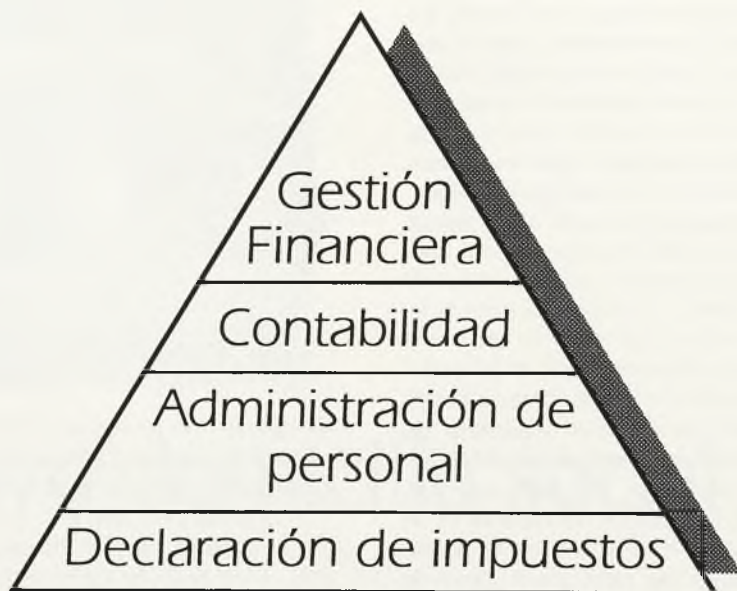 Gestión
Financiera
Contabilidad
Administración de
personal
Declaración de impuestos